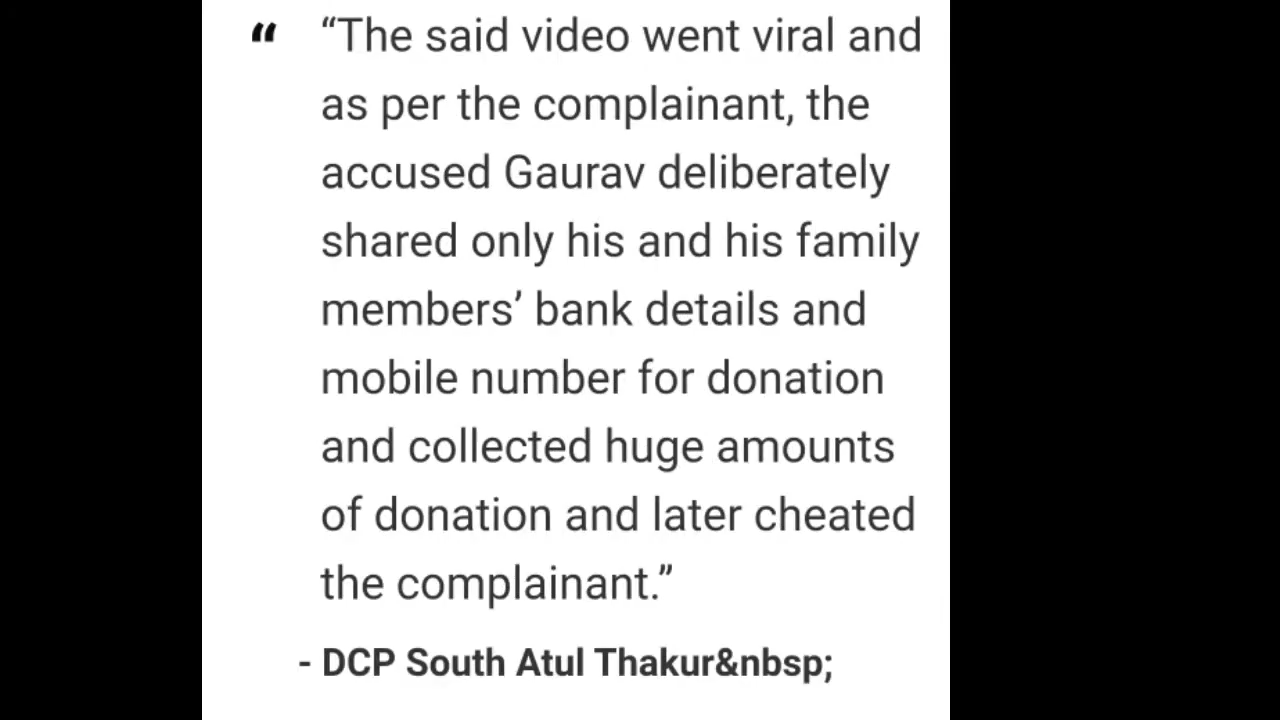 “ “The said video went viral and
as per the complainant, the
accused Gaurav deliberately
shared only his and his family
members’ bank details and
mobile number for donation
and collected huge amounts
of donation and later cheated
the complainant.”
- DCP South Atul Thakur&nbsp;